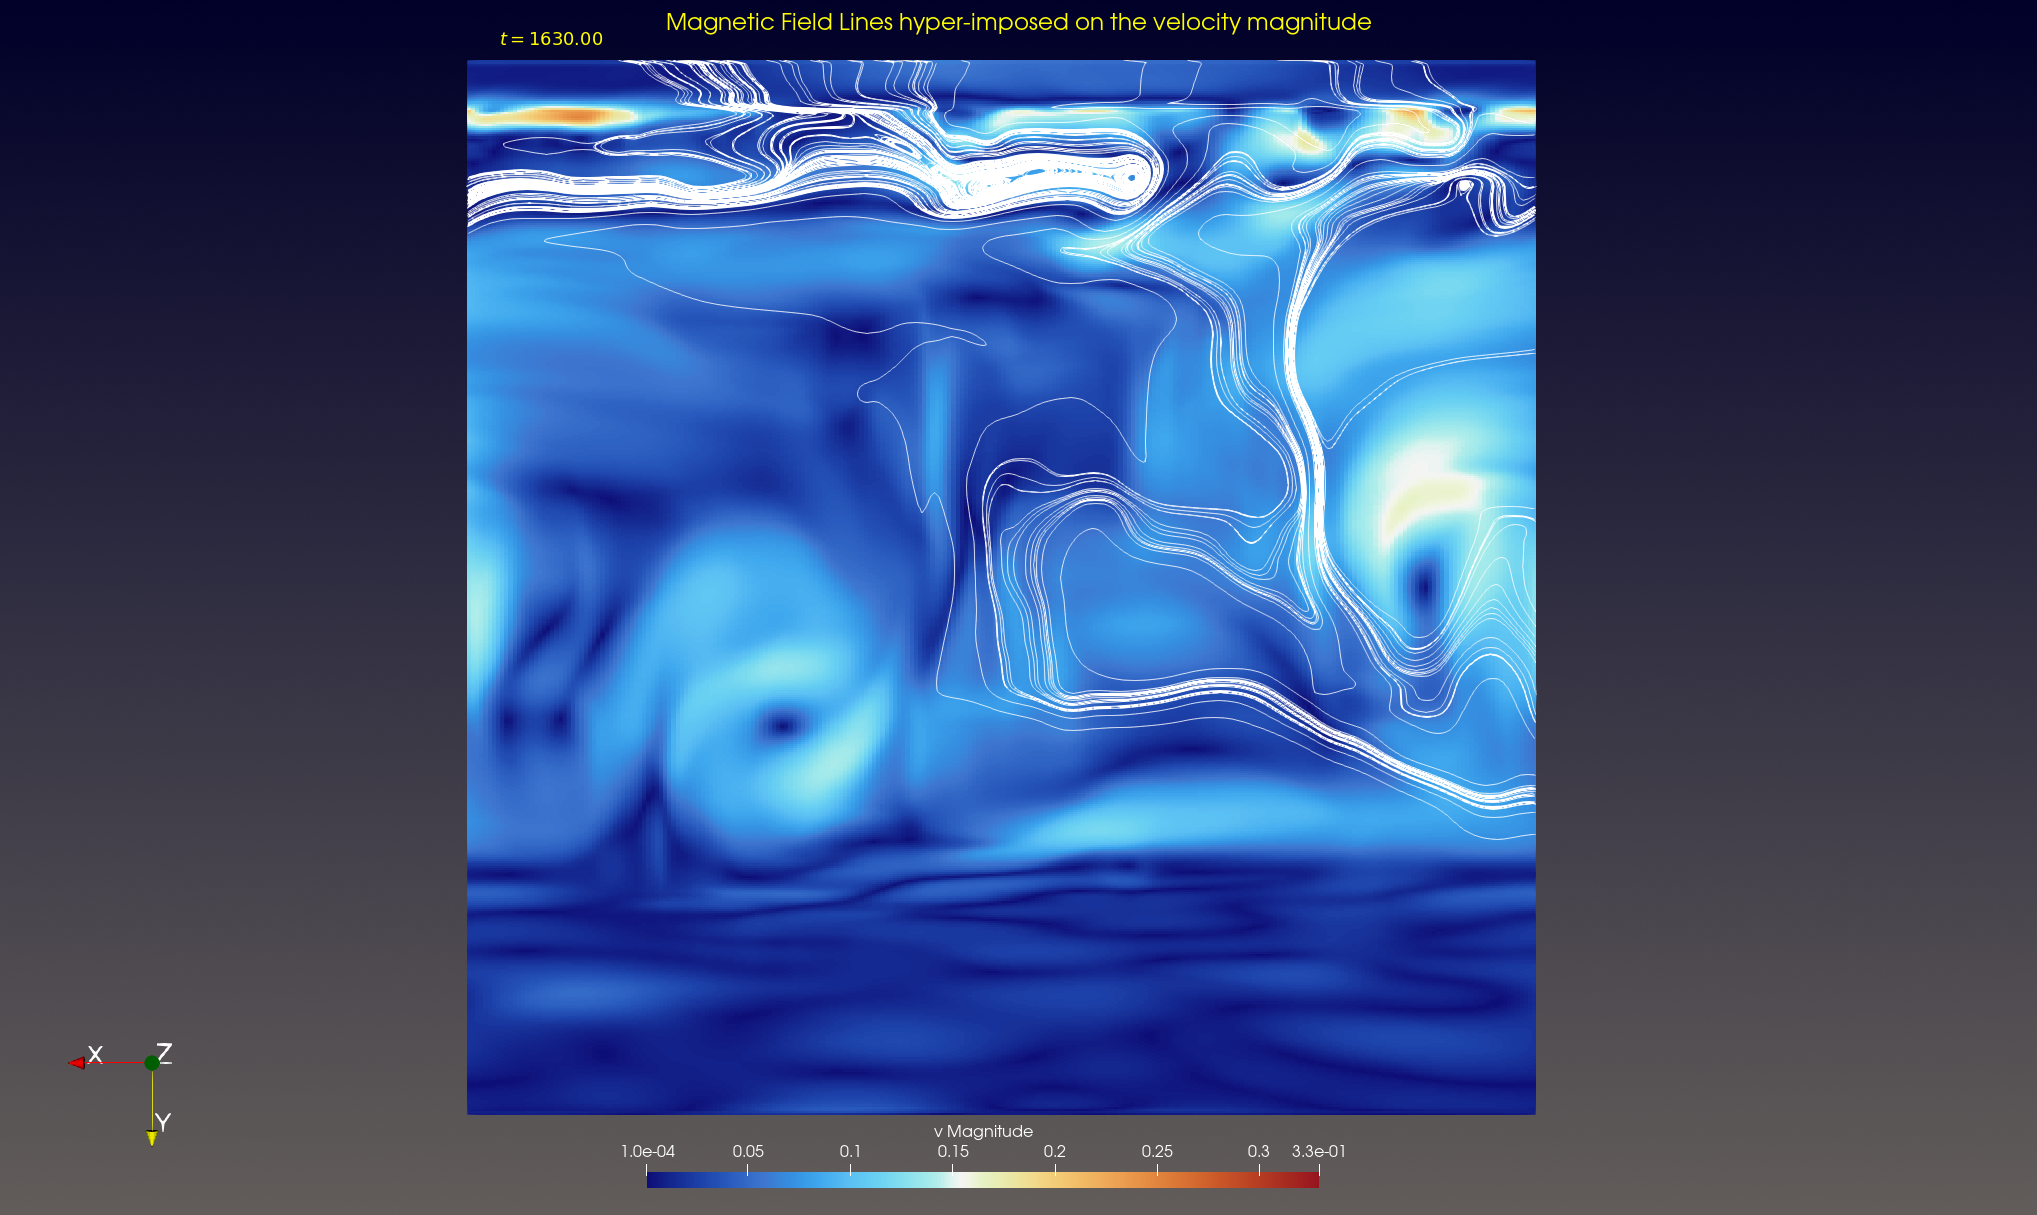 Magnetic Field Lines hyper-imposed on the velocity magnitude
t = 1630.00
X Z
Y
v Magnitude
1.0e-04 0.05 0.1 0.15 0.2 0.25 0.3 3.3e-01